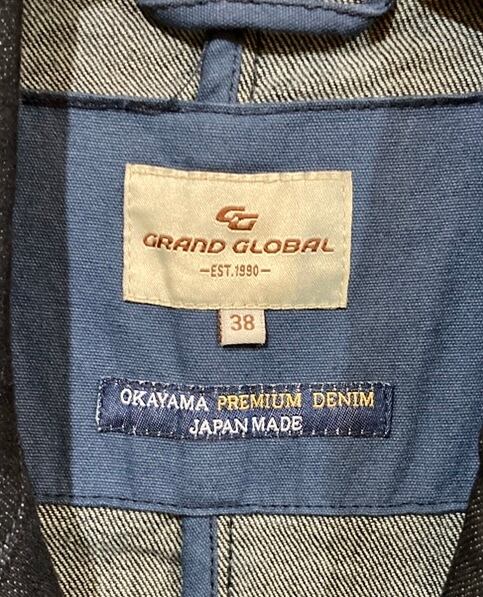 GG
GRAND GLOBAL
—EST.1990—
38
OKAYAMA PREMIUM DENIM
JAPAN MADE